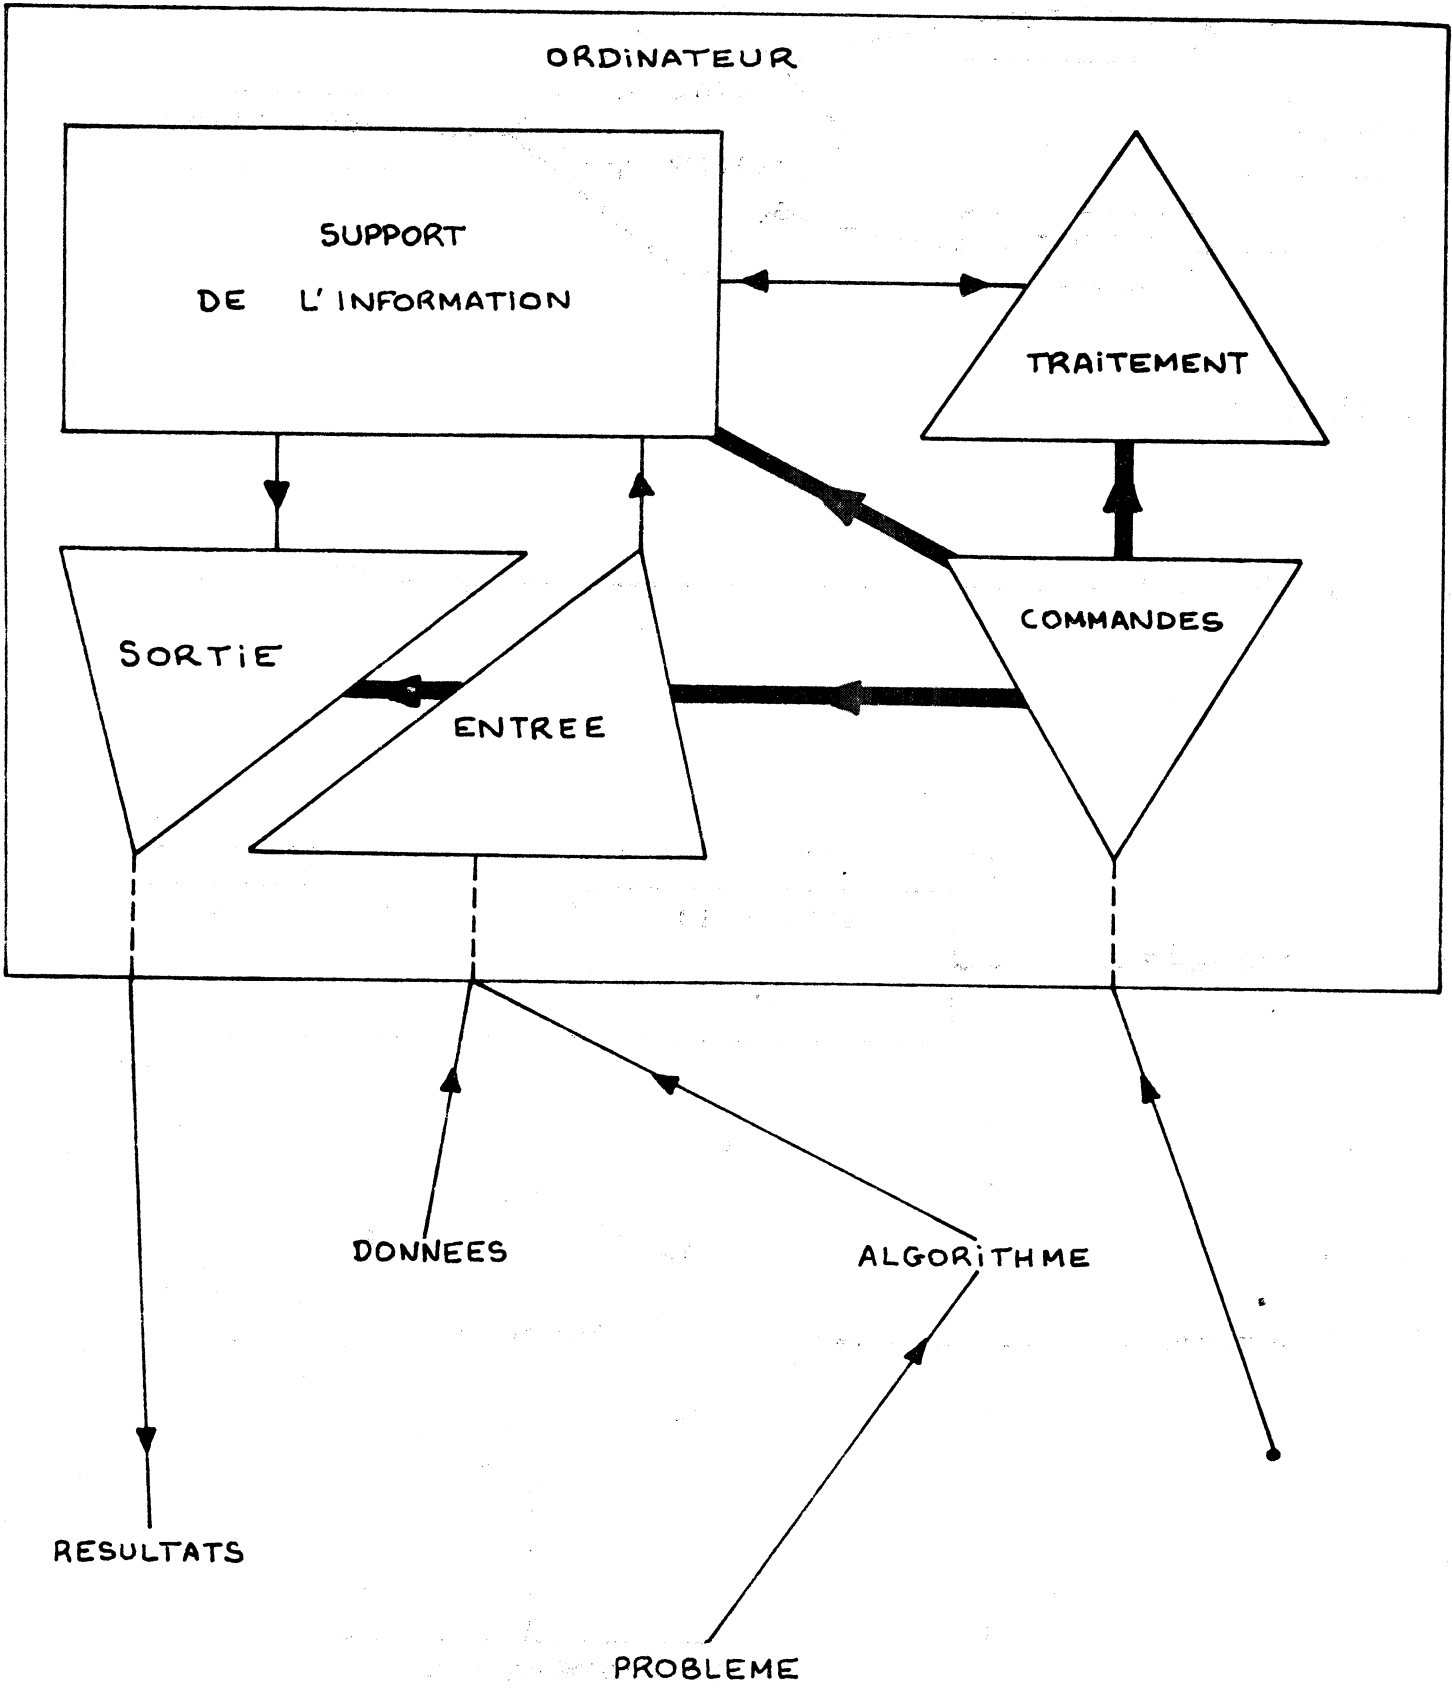 ORDiNATEUR
SUPPORT
DE L'INFORMATION
TRAiTEMENT
COMMANDES
SORTiE
ENTREE
DONNEES
ALGORiTHME
RESULTATS
PROBLEME